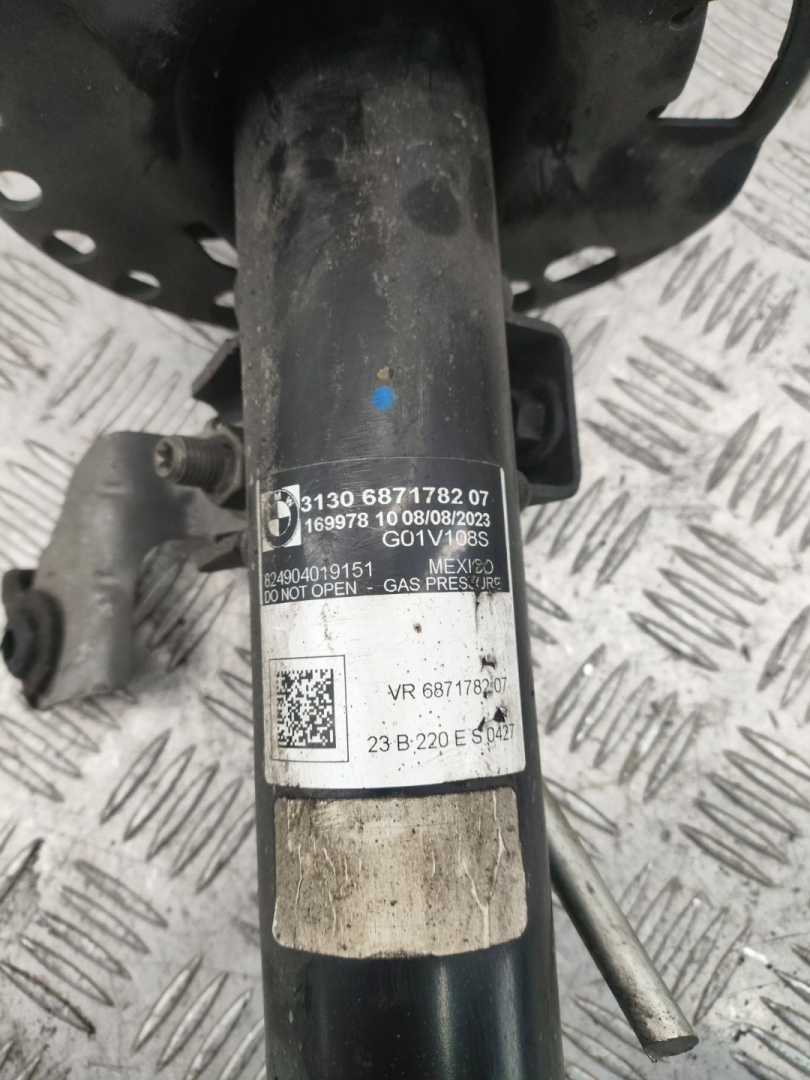 BMW
3130 6871782 07
169978 10 08/08/2023
G01V108S
824904019151 MEXICO
DO NOT OPEN - GAS PRESSURE
VR 6871782 07
23 B 220 E S 0427